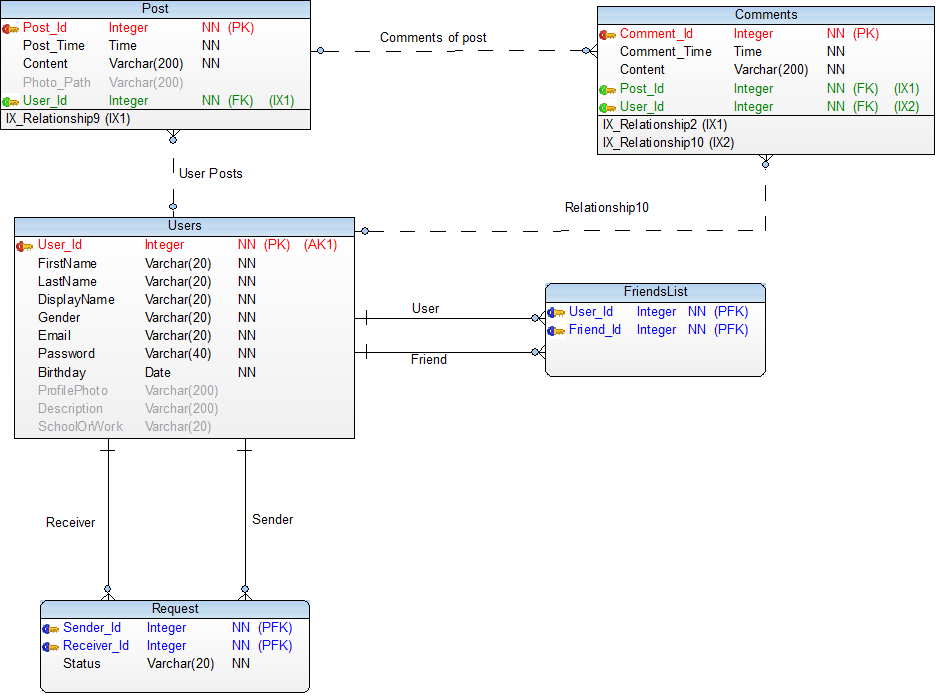 Post
Post_Id Integer NN (PK)
Post_Time Time NN
Content Varchar(200) NN
Photo_Path Varchar(200)
User_Id Integer NN (FK) (IX1)
IX_Relationship9 (IX1)
Comments of post
Comments
Comment_Id Integer NN (PK)
Comment_Time Time NN
Content Varchar(200) NN
Post_Id Integer NN (FK) (IX1)
User_Id Integer NN (FK) (IX2)
IX_Relationship2 (IX1)
IX_Relationship10 (IX2)
User Posts
Relationship10
Users
User_Id Integer NN (PK) (AK1)
FirstName Varchar(20) NN
LastName Varchar(20) NN
DisplayName Varchar(20) NN
Gender Varchar(20) NN
Email Varchar(20) NN
Password Varchar(40) NN
Birthday Date NN
ProfilePhoto Varchar(200)
Description Varchar(200)
SchoolOrWork Varchar(20)
User
Friend
FriendsList
User_Id Integer NN (PFK)
Friend_Id Integer NN (PFK)
Receiver
Sender
Request
Sender_Id Integer NN (PFK)
Receiver_Id Integer NN (PFK)
Status Varchar(20) NN